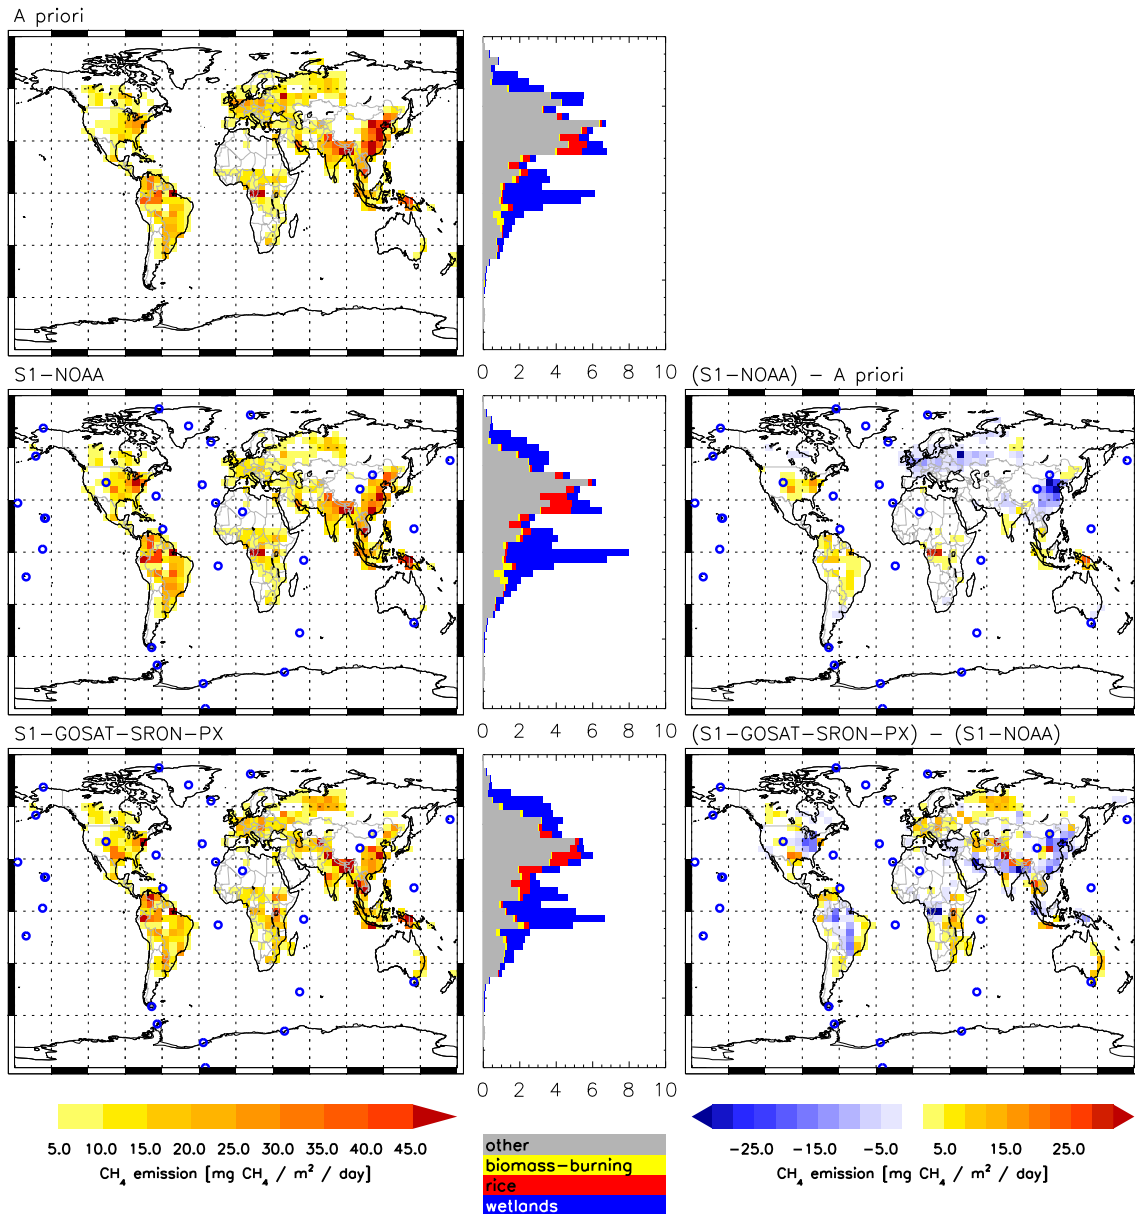 A priori
0 2 4 6 8 10
S1-NOAA
(S1-NOAA) - A priori
0 2 4 6 8 10
S1-GOSAT-SRON-PX
(S1-GOSAT-SRON-PX) - (S1-NOAA)
0 2 4 6 8 10
5.0 10.0 15.0 20.0 25.0 30.0 35.0 40.0 45.0
CH₄ emission [mg CH₄ / m² / day]
other
biomass-burning
rice
wetlands
-25.0 -15.0 -5.0 5.0 15.0 25.0
CH₄ emission [mg CH₄ / m² / day]